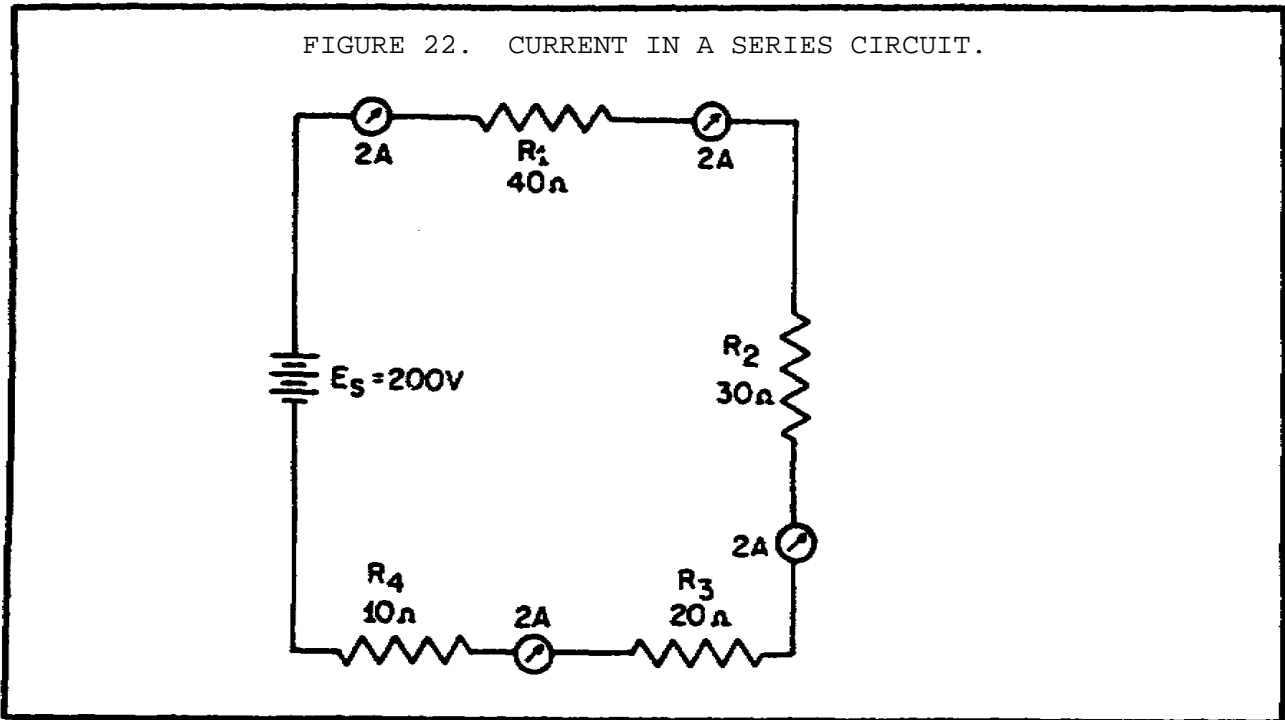 FIGURE 22. CURRENT IN A SERIES CIRCUIT.
2A
R1
40Ω
2A
R2
30Ω
ES=200V
2A
R4
10Ω
2A
R3
20Ω